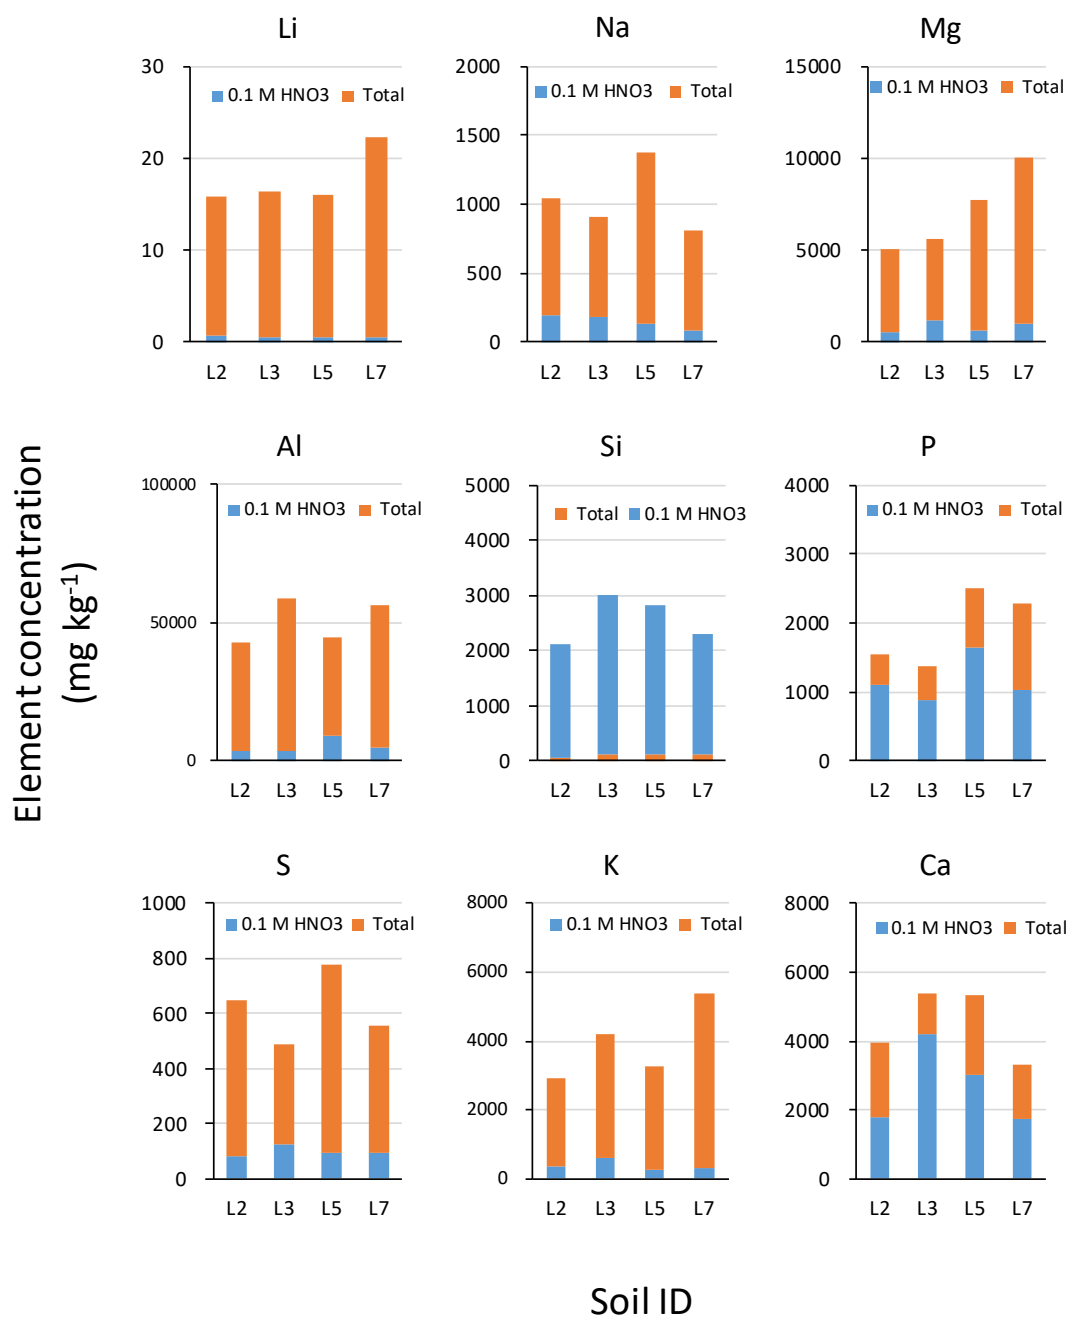 Li
30
20
10
0
0.1 M HNO3 Total
L2 L3 L5 L7
Na
2000
1500
1000
500
0
0.1 M HNO3 Total
L2 L3 L5 L7
Mg
15000
10000
5000
0
0.1 M HNO3 Total
L2 L3 L5 L7
Element concentration
(mg kg-1)
Al
100000
50000
0
0.1 M HNO3 Total
L2 L3 L5 L7
Si
5000
4000
3000
2000
1000
0
Total 0.1 M HNO3
L2 L3 L5 L7
P
4000
3000
2000
1000
0
0.1 M HNO3 Total
L2 L3 L5 L7
S
1000
800
600
400
200
0
0.1 M HNO3 Total
L2 L3 L5 L7
K
8000
6000
4000
2000
0
0.1 M HNO3 Total
L2 L3 L5 L7
Ca
8000
6000
4000
2000
0
0.1 M HNO3 Total
L2 L3 L5 L7
Soil ID